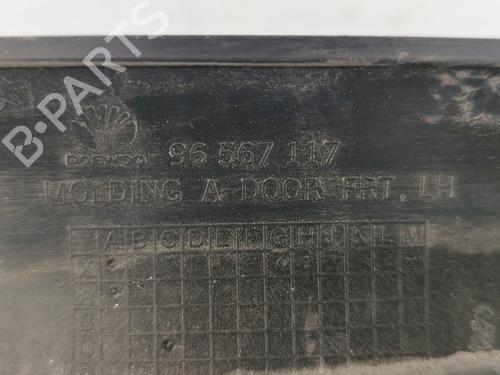 B-PARTS
DAEWOO
96 567 117
MOLDING A-DOOR FRT, LH
A B C D E F G H J K L M